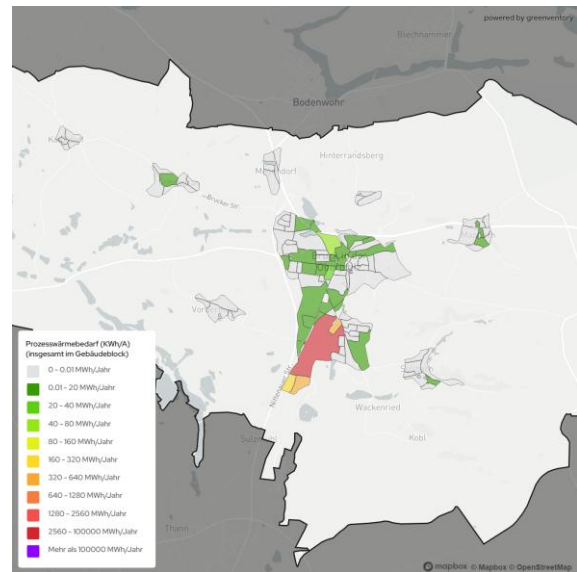 powered by greenventory
Blechhammer
Bodenwöhr
Hinterrandsberg
Brucker Str.
Wackenried
Kobl
Thann
Prozesswärmebedarf (KWh/A)
(insgesamt im Gebäudeblock)
0 - 0.01 MWh/Jahr
0.01 - 20 MWh/Jahr
20 - 40 MWh/Jahr
40 - 80 MWh/Jahr
80 - 160 MWh/Jahr
160 - 320 MWh/Jahr
320 - 640 MWh/Jahr
640 - 1280 MWh/Jahr
1280 - 2560 MWh/Jahr
2560 - 100000 MWh/Jahr
Mehr als 100000 MWh/Jahr
mapbox © Mapbox © OpenStreetMap